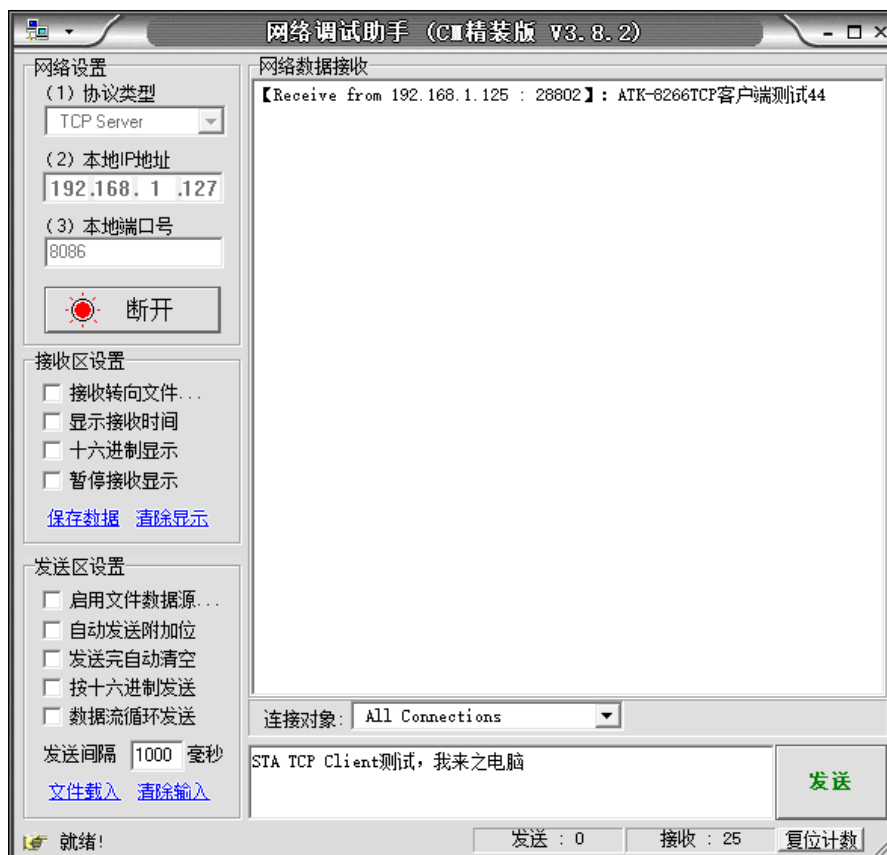 网络调试助手 (CⅢ精装版 V3.8.2)
网络设置
(1) 协议类型
TCP Server
(2) 本地IP地址
192.168. 1 .127
(3) 本地端口号
8086
断开
接收区设置
接收转向文件...
显示接收时间
十六进制显示
暂停接收显示
保存数据 清除显示
发送区设置
启用文件数据源...
自动发送附加位
发送完自动清空
按十六进制发送
数据流循环发送
发送间隔 1000 毫秒
文件载入 清除输入
网络数据接收
【Receive from 192.168.1.125 : 28802】: ATK-8266TCP客户端测试44
连接对象: All Connections
STA TCP Client测试，我来之电脑
发送
就绪!
发送 : 0
接收 : 25
复位计数